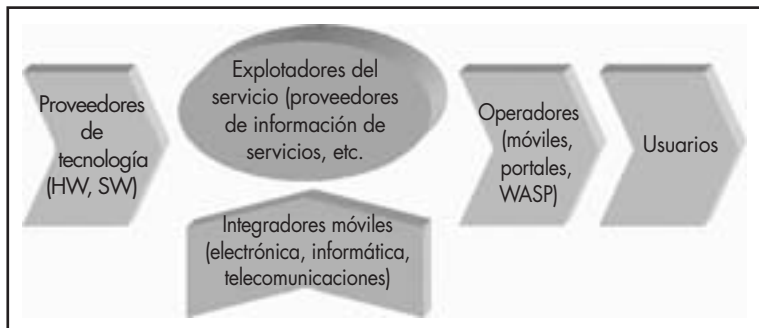 Proveedores
de
tecnología
(HW, SW)
Explotadores del
servicio (proveedores
de información de
servicios, etc.
Integradores móviles
(electrónica, informática,
telecomunicaciones)
Operadores
(móviles,
portales,
WASP)
Usuarios